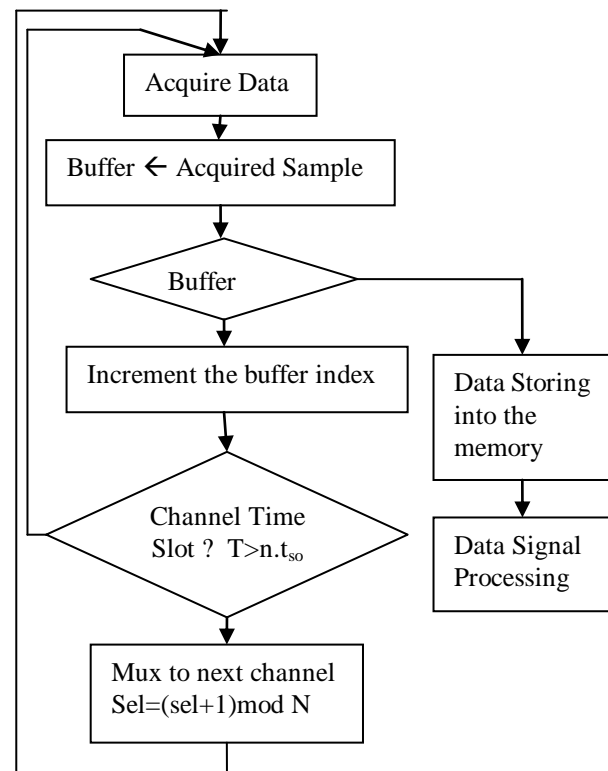 Acquire Data
Buffer ← Acquired Sample
Buffer
Increment the buffer index
Data Storing
into the
memory
Channel Time
Slot ? T>n.tso
Data Signal
Processing
Mux to next channel
Sel=(sel+1)mod N